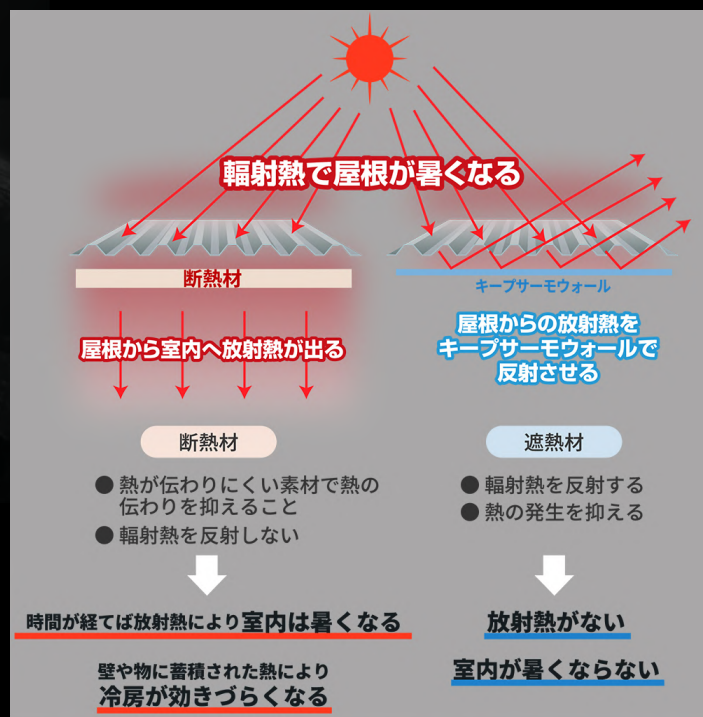 輻射熱で屋根が暑くなる
断熱材
屋根から室内へ放射熱が出る
断熱材
● 熱が伝わりにくい素材で熱の
伝わりを抑えること
● 輻射熱を反射しない
時間が経てば放射熱により室内は暑くなる
壁や物に蓄積された熱により
冷房が効きづらくなる
キープサーモウォール
屋根からの放射熱を
キープサーモウォールで
反射させる
遮熱材
● 輻射熱を反射する
● 熱の発生を抑える
放射熱がない
室内が暑くならない